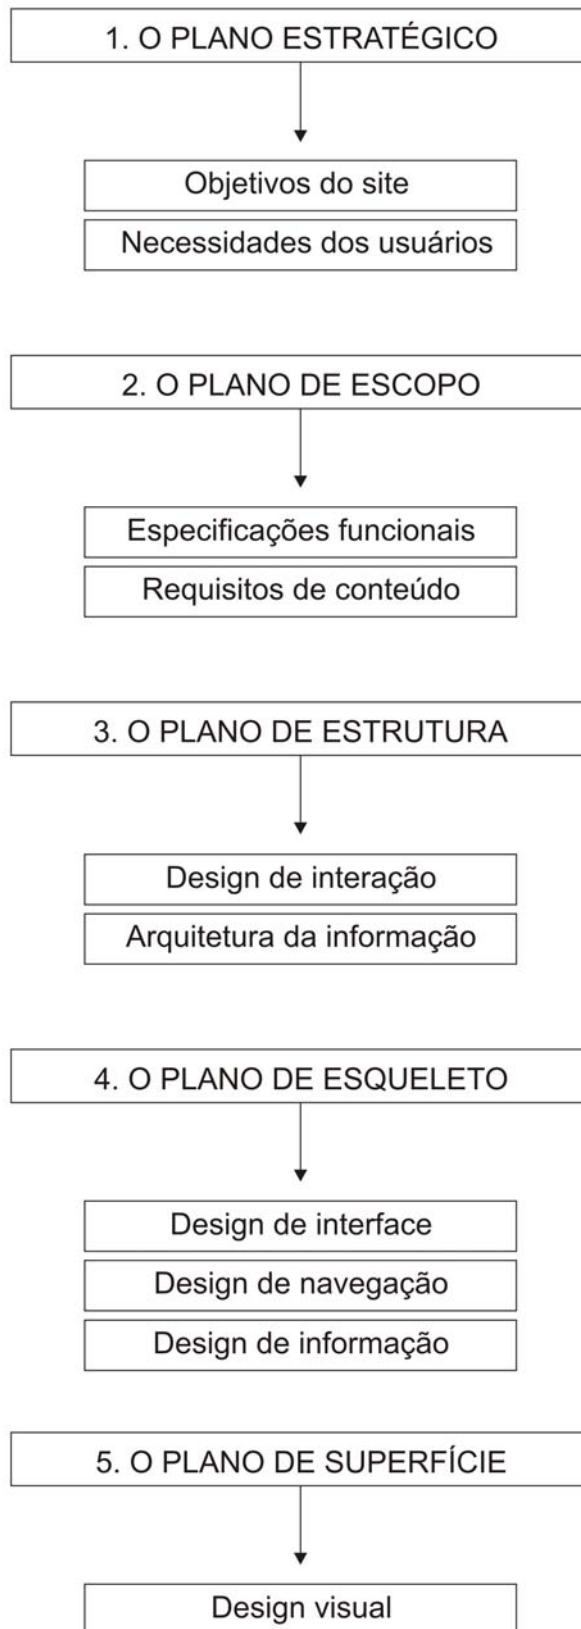 1. O PLANO ESTRATÉGICO
Objetivos do site
Necessidades dos usuários
2. O PLANO DE ESCOPO
Especificações funcionais
Requisitos de conteúdo
3. O PLANO DE ESTRUTURA
Design de interação
Arquitetura da informação
4. O PLANO DE ESQUELETO
Design de interface
Design de navegação
Design de informação
5. O PLANO DE SUPERFÍCIE
Design visual